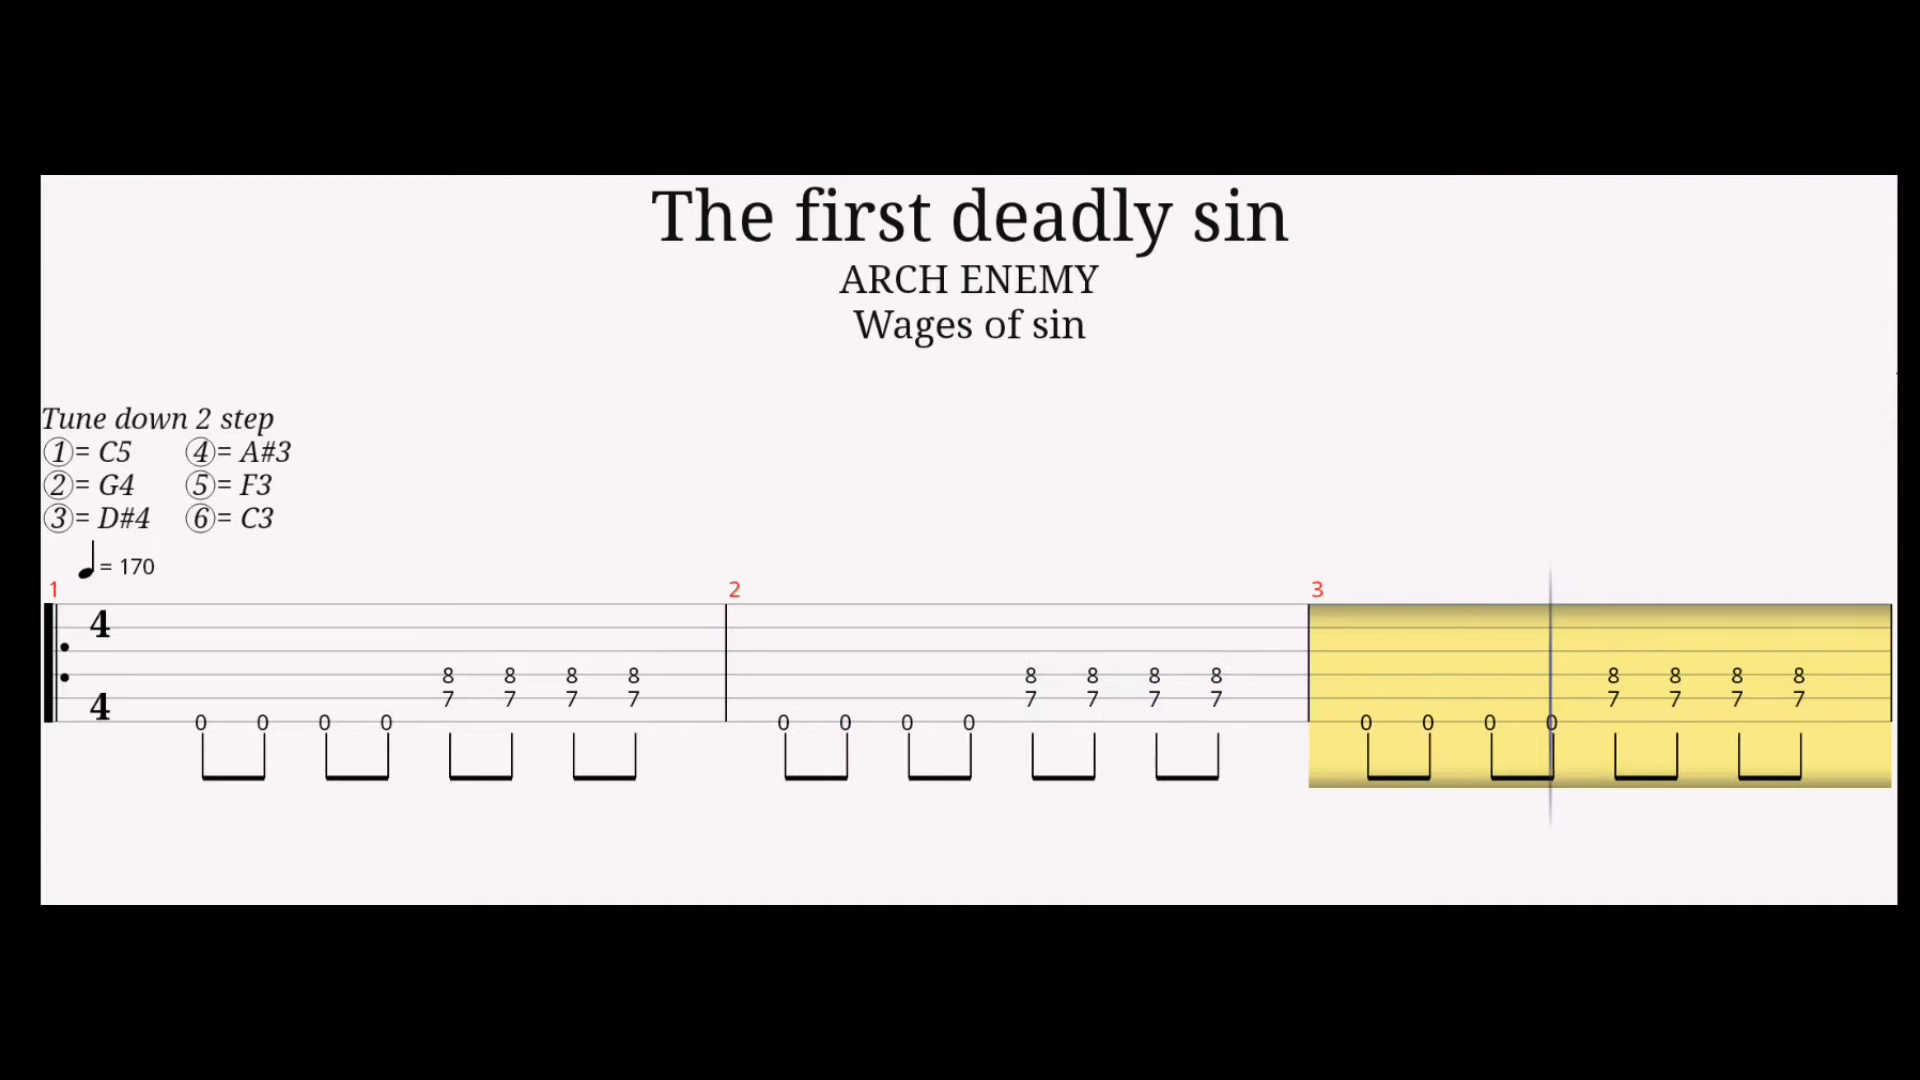 The first deadly sin
ARCH ENEMY
Wages of sin
Tune down 2 step
①= C5 ④= A#3
②= G4 ⑤= F3
③= D#4 ⑥= C3
= 170
1 2 3
4
8 8 8 8 8 8 8 8 8 8 8 8
7 7 7 7 7 7 7 7 7 7 7 7
4
0 0 0 0 0 0 0 0 0 0 0 0